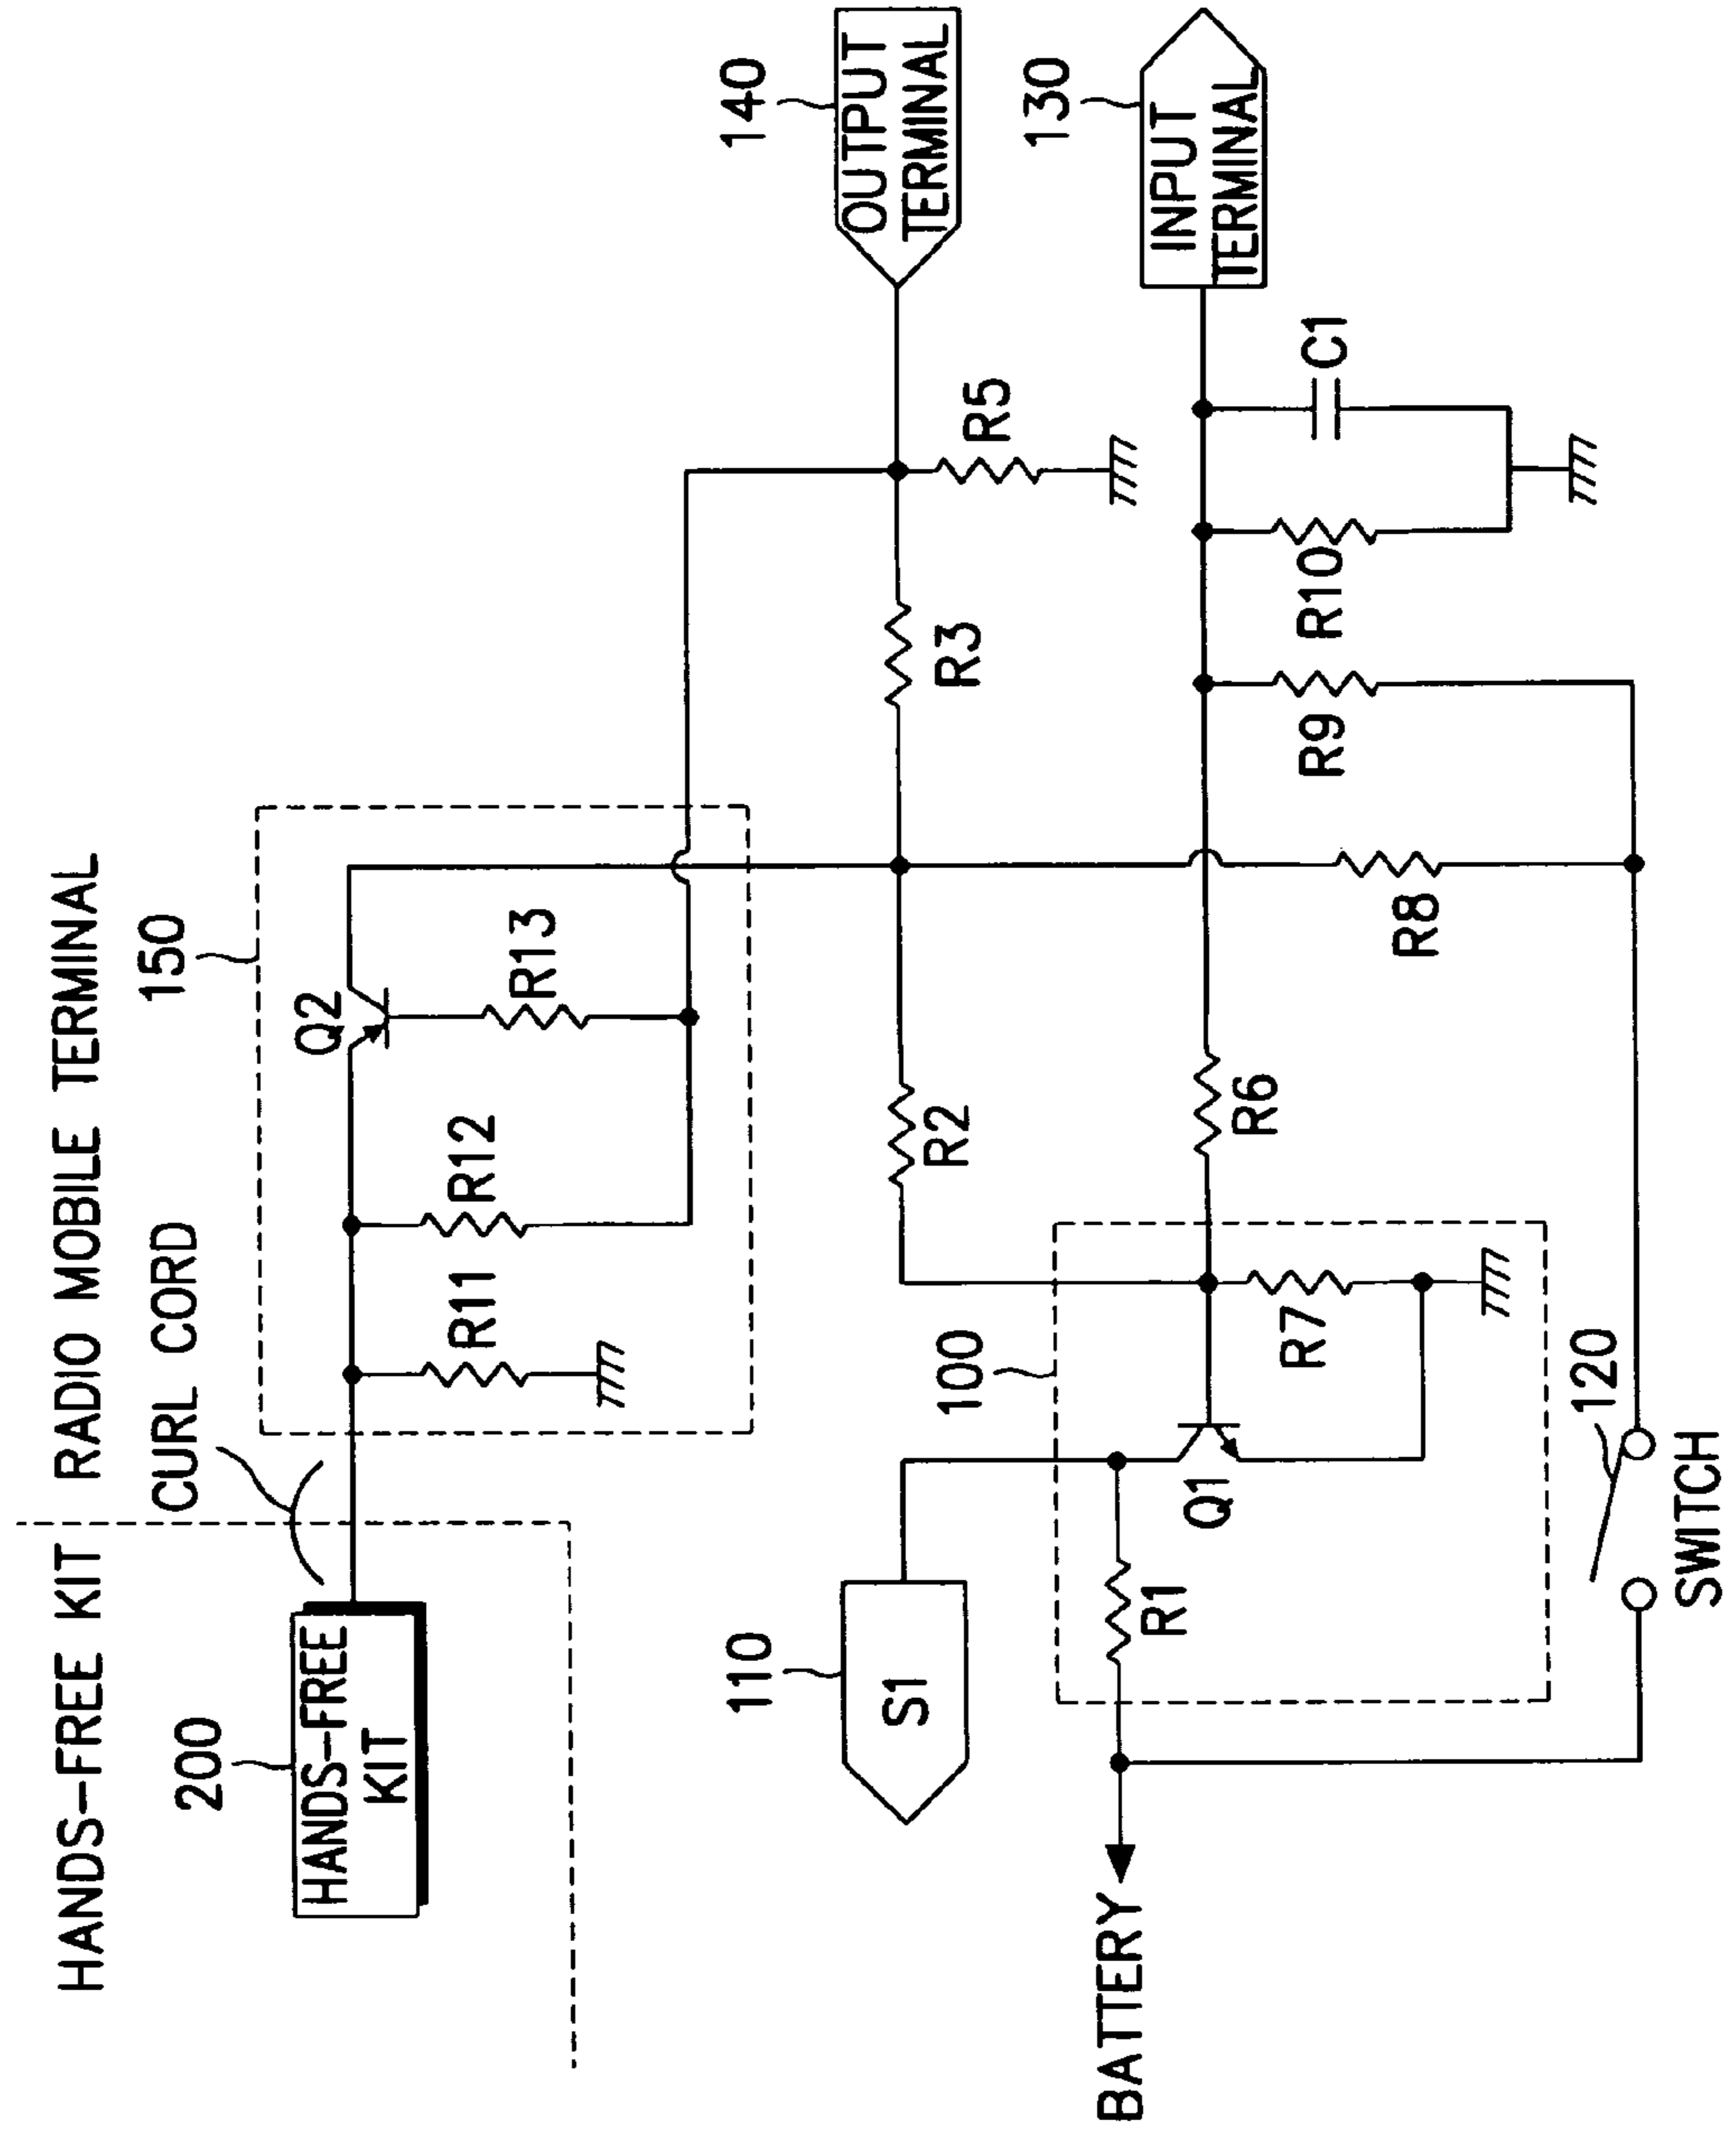 HANDS-FREE KIT
RADIO MOBILE TERMINAL
CURL CORD
200
HANDS-FREE
KIT
150
Q2
R11
R12
R13
140
OUTPUT
TERMINAL
110
S1
R2
R3
R5
130
INPUT
TERMINAL
100
BATTERY
R1
Q1
R7
R6
R8
R9
R10
C1
120
SWITCH